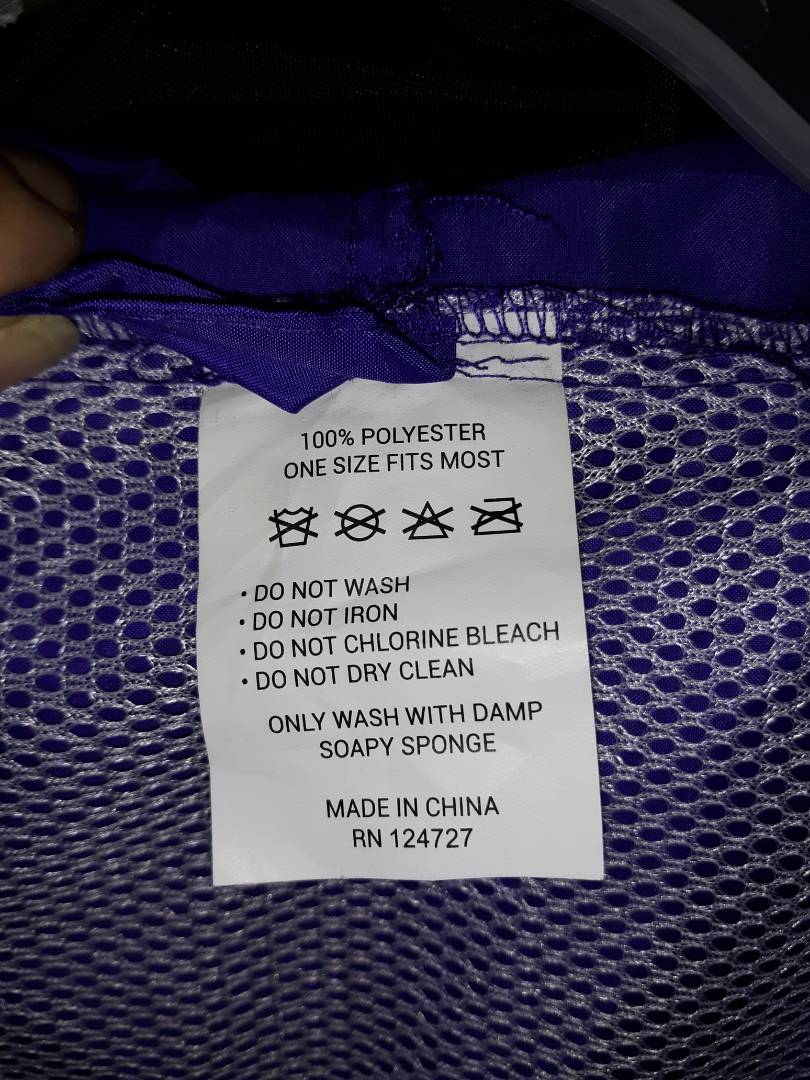 100% POLYESTER
ONE SIZE FITS MOST
• DO NOT WASH
• DO NOT IRON
• DO NOT CHLORINE BLEACH
• DO NOT DRY CLEAN
ONLY WASH WITH DAMP
SOAPY SPONGE
MADE IN CHINA
RN 124727